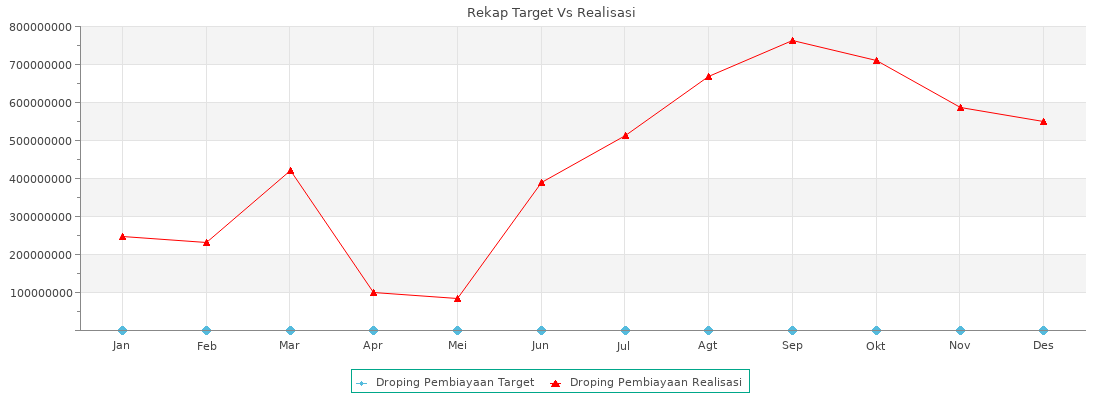 Rekap Target Vs Realisasi
800000000
700000000
600000000
500000000
400000000
300000000
200000000
100000000
Jan Feb Mar Apr Mei Jun Jul Agt Sep Okt Nov Des
Droping Pembiayaan Target Droping Pembiayaan Realisasi